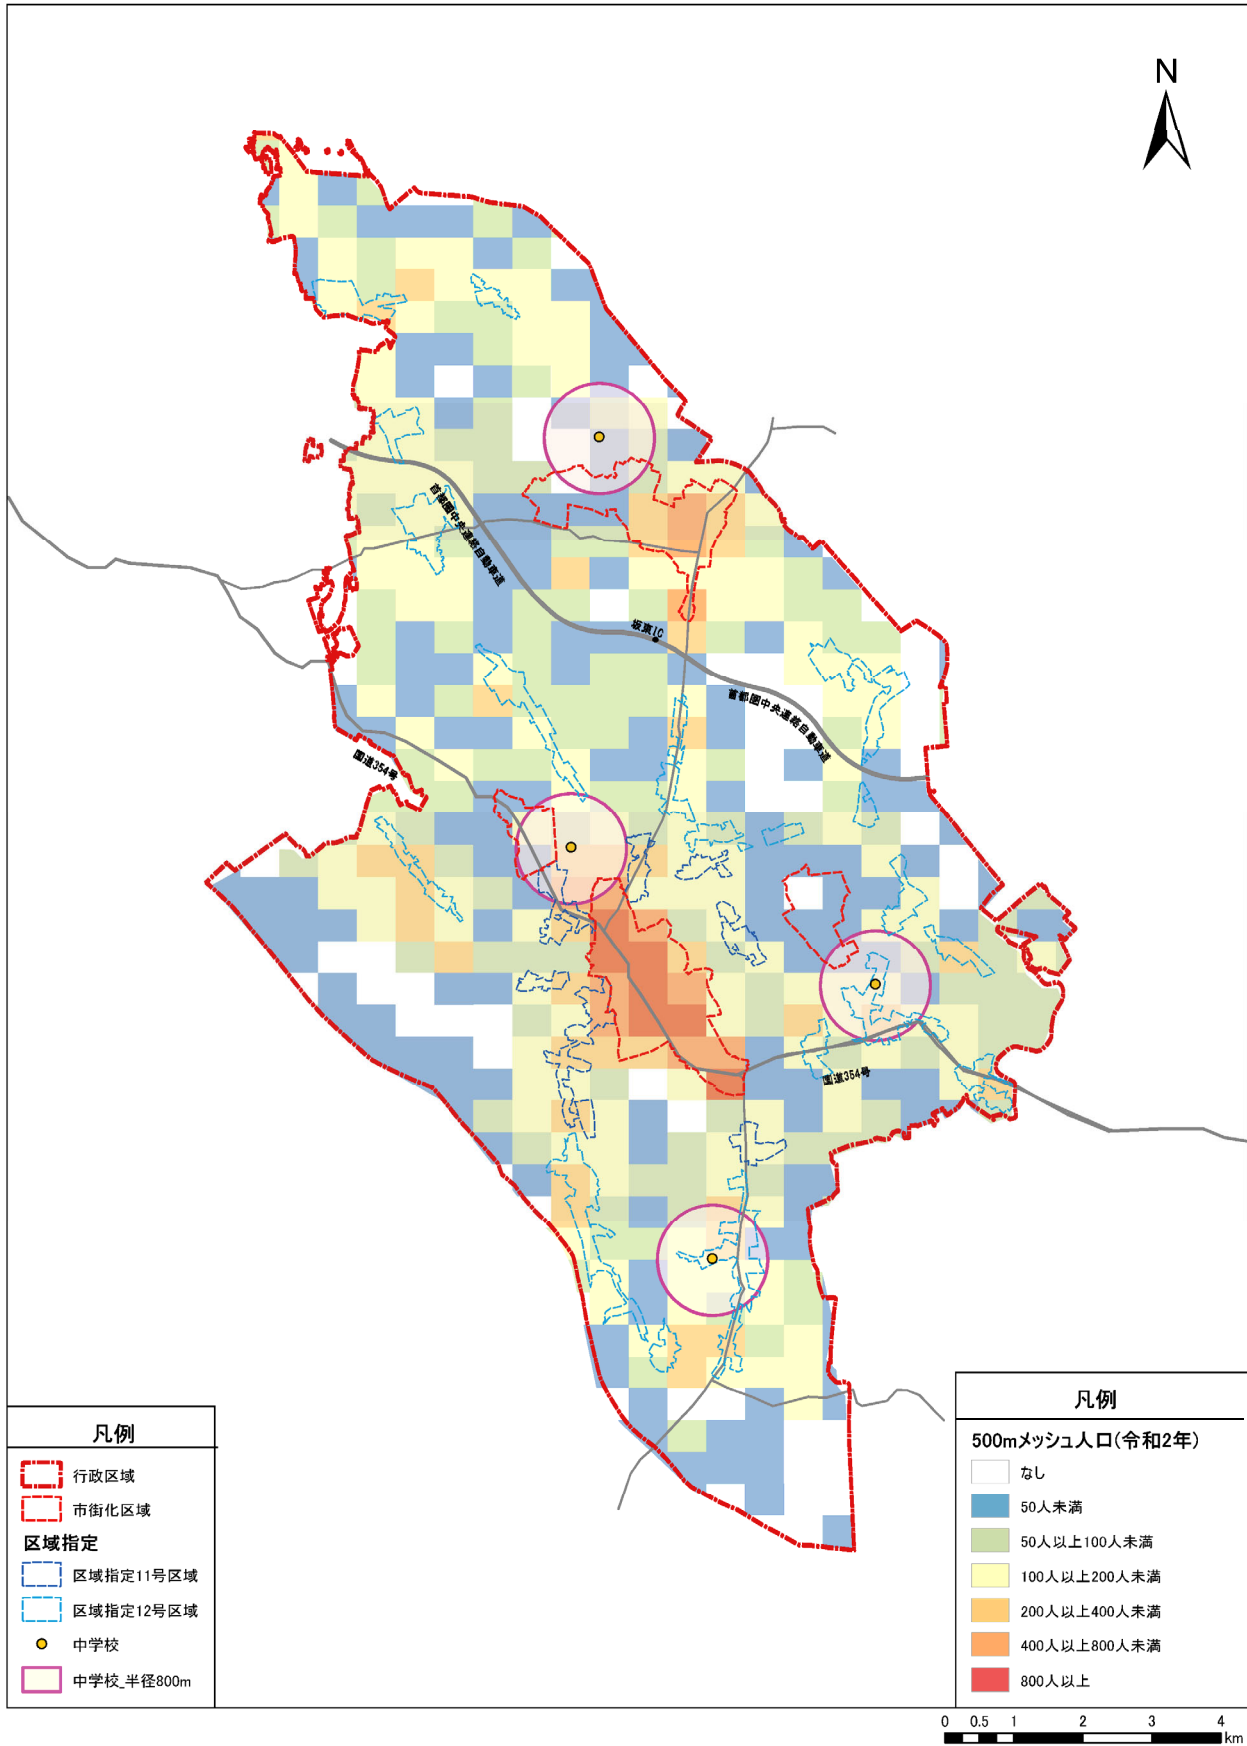 N
首都圏中央連絡自動車道
坂東IC
首都圏中央連絡自動車道
国道354号
国道354号
凡例
行政区域
市街化区域
区域指定
区域指定11号区域
区域指定12号区域
中学校
中学校_半径800m
凡例
500mメッシュ人口(令和2年)
なし
50人未満
50人以上100人未満
100人以上200人未満
200人以上400人未満
400人以上800人未満
800人以上
0 0.5 1 2 3 4
km